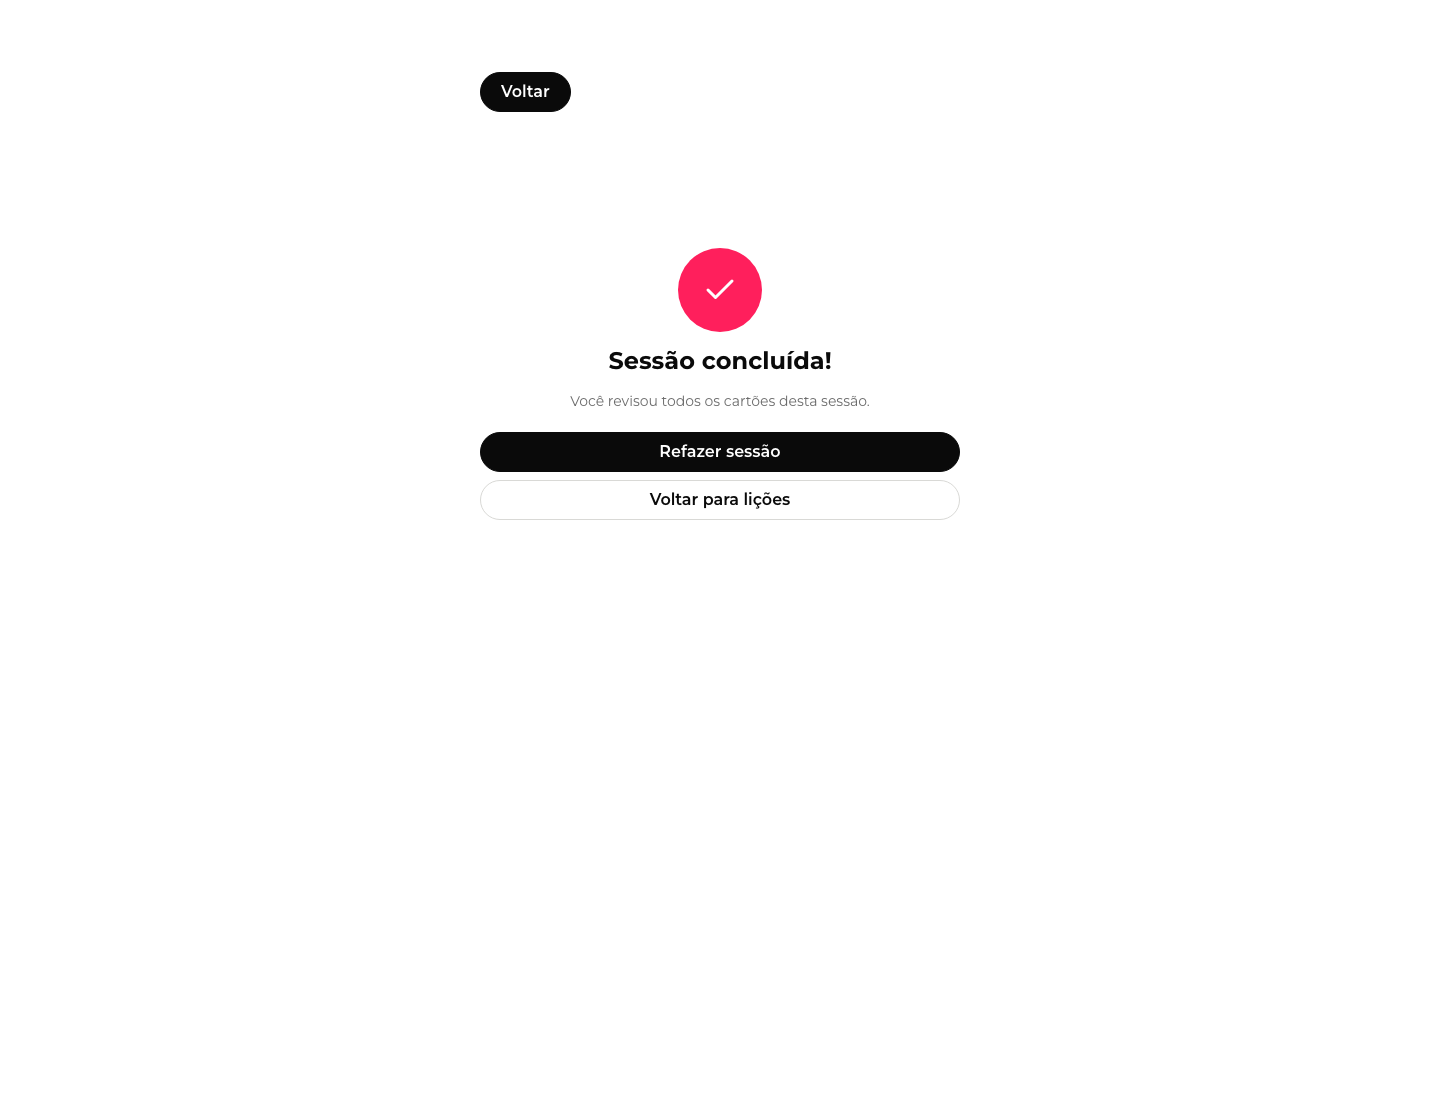 Voltar
Sessão concluída!
Você revisou todos os cartões desta sessão.
Refazer sessão
Voltar para lições